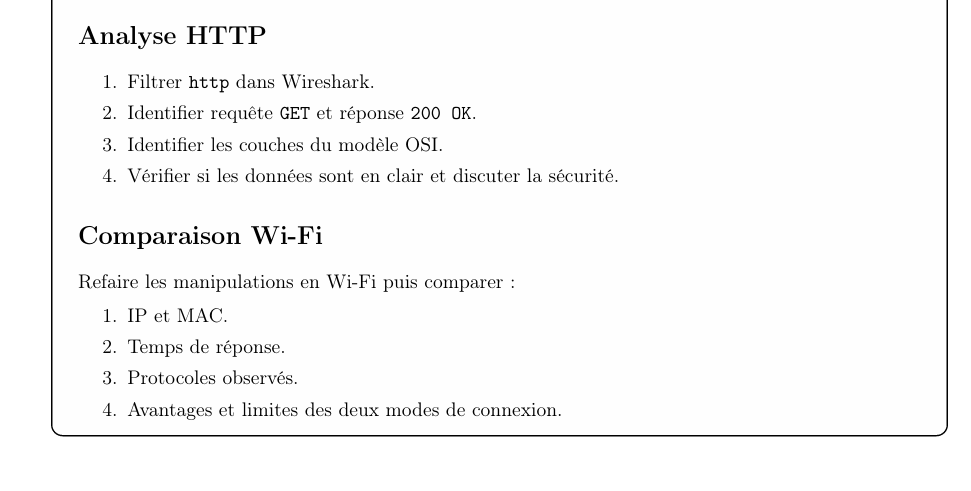 Analyse HTTP
1. Filtrer http dans Wireshark.
2. Identifier requête GET et réponse 200 OK.
3. Identifier les couches du modèle OSI.
4. Vérifier si les données sont en clair et discuter la sécurité.
Comparaison Wi-Fi
Refaire les manipulations en Wi-Fi puis comparer :
1. IP et MAC.
2. Temps de réponse.
3. Protocoles observés.
4. Avantages et limites des deux modes de connexion.